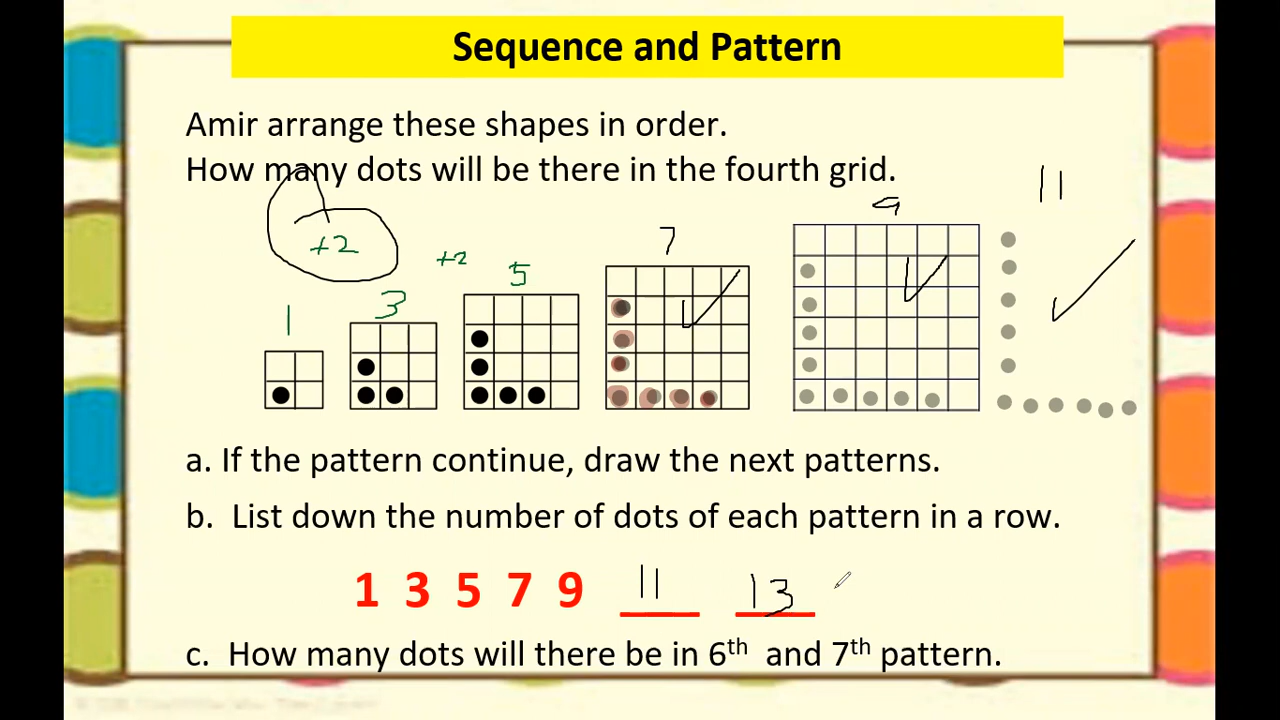 Sequence and Pattern
Amir arrange these shapes in order.
How many dots will be there in the fourth grid.
11
9
7
+2
+2
5
3
1
a. If the pattern continue, draw the next patterns.
b. List down the number of dots of each pattern in a row.
1 3 5 7 9 11 13
c. How many dots will there be in 6th and 7th pattern.